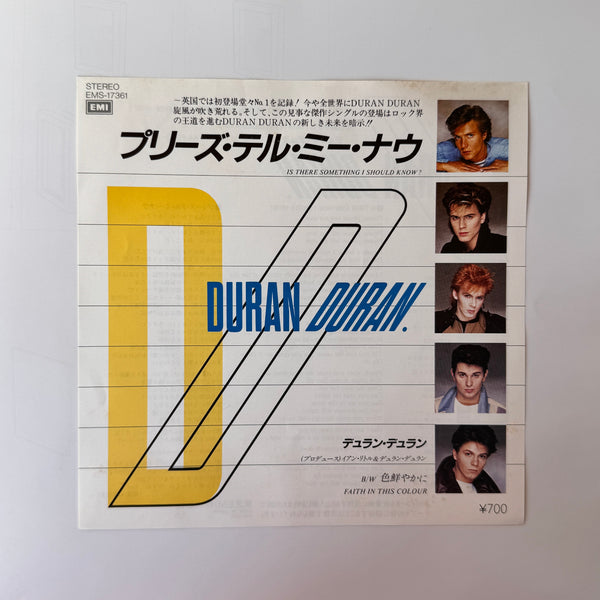 STEREO
EMS-17361
EMI
～英国では初登場堂々No.1を記録！今や全世界にDURAN DURAN
旋風が吹き荒れる。そして、この見事な傑作シングルの登場はロック界
の王道を進むDURAN DURANの新しき未来を暗示!!
プリーズ・テル・ミー・ナウ
IS THERE SOMETHING I SHOULD KNOW?
DD
DURAN DURAN.
デュラン・デュラン
(プロデュース)イアン・リトル&デュラン・デュラン
B/W 色鮮やかに
FAITH IN THIS COLOUR
¥700